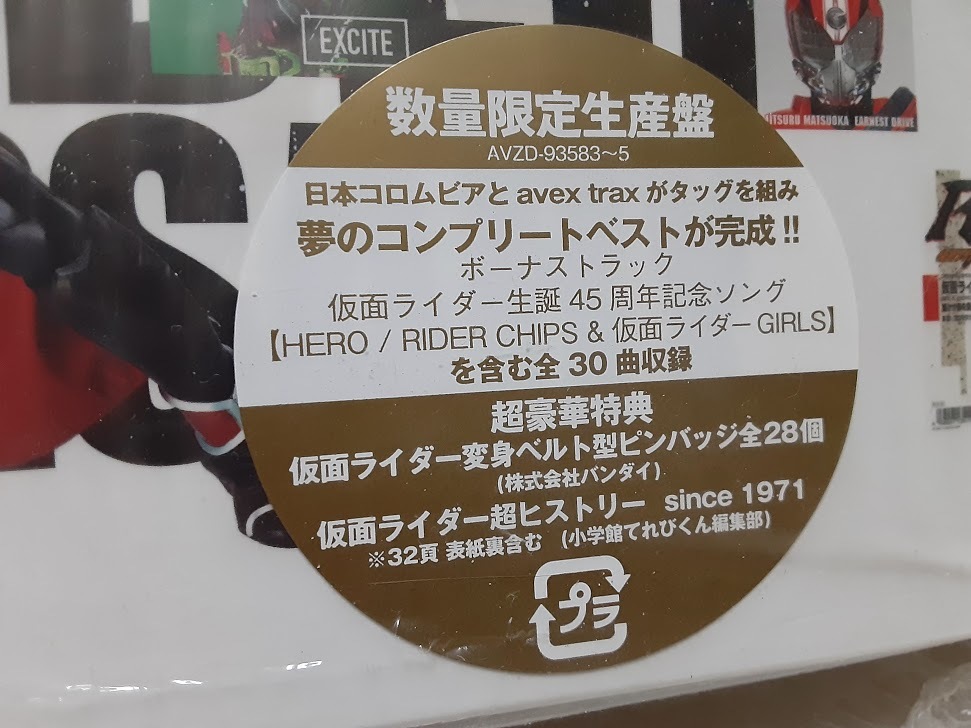 EXCITE
ITSURU MATSUOKA EARNEST DRIVE
数量限定生産盤
AVZD-93583～5
日本コロムビアと avex trax がタッグを組み
夢のコンプリートベストが完成!!
ボーナストラック
仮面ライダー生誕 45 周年記念ソング
【HERO / RIDER CHIPS & 仮面ライダー GIRLS】
を含む全 30 曲収録
超豪華特典
仮面ライダー変身ベルト型ピンバッジ全28個
(株式会社バンダイ)
仮面ライダー超ヒストリー since 1971
※32頁 表紙裏含む (小学館てれびくん編集部)
プラ